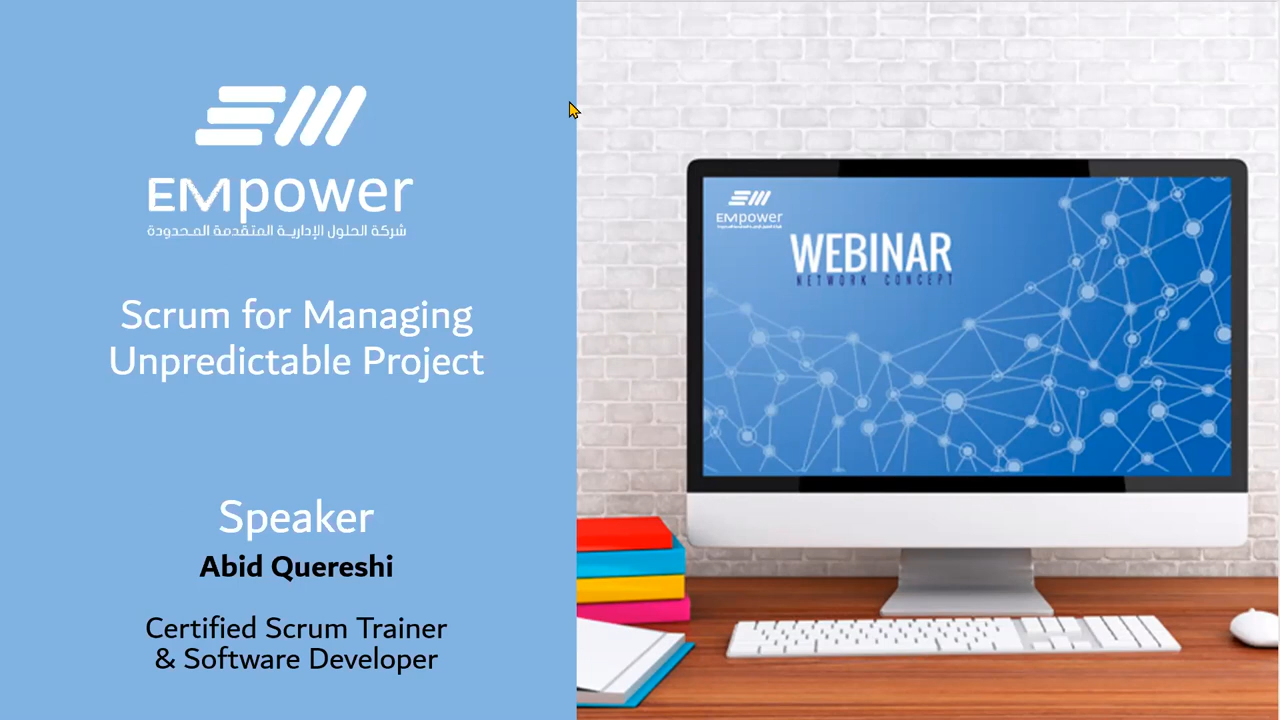 EMpower
شركة الحلول الإدارية المتقدمة المحدودة
Scrum for Managing
Unpredictable Project
Speaker
Abid Quereshi
Certified Scrum Trainer
& Software Developer
EMpower
WEBINAR
NETWORK CONCEPT